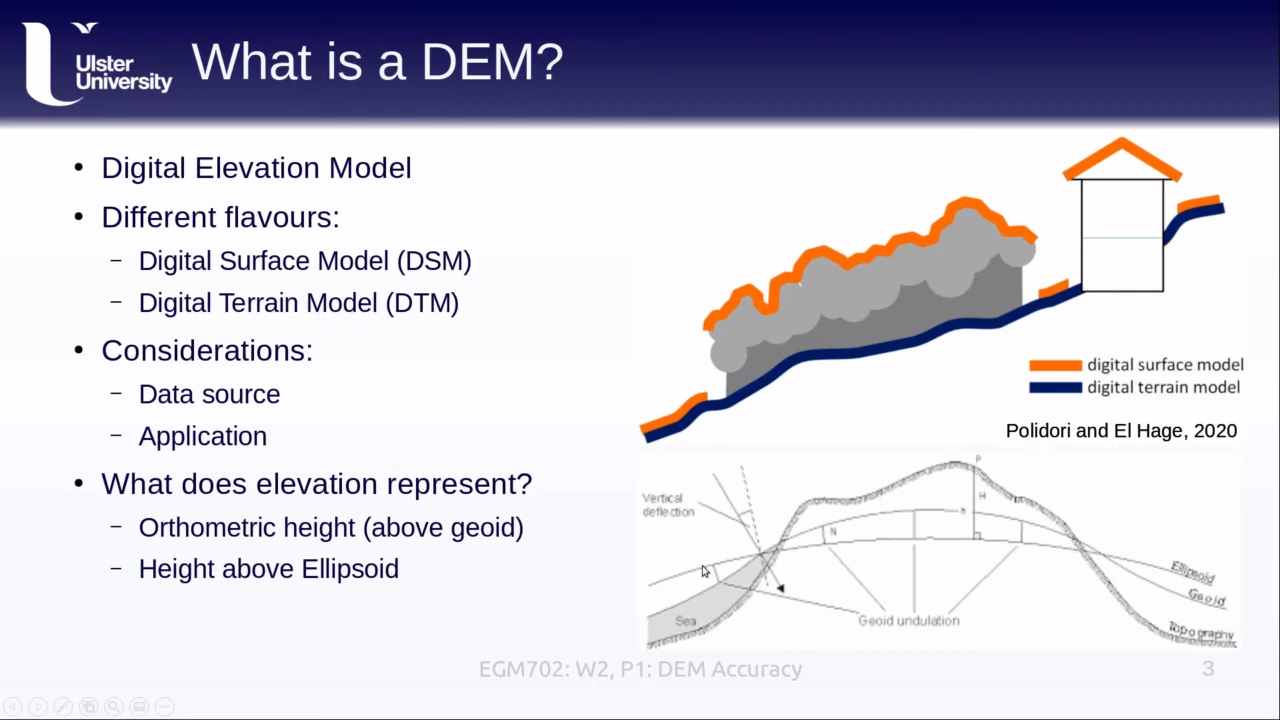 Ulster
University
What is a DEM?
• Digital Elevation Model
• Different flavours:
– Digital Surface Model (DSM)
– Digital Terrain Model (DTM)
• Considerations:
– Data source
– Application
• What does elevation represent?
– Orthometric height (above geoid)
– Height above Ellipsoid
digital surface model
digital terrain model
Polidori and El Hage, 2020
Vertical
deflection
P
H
h
N
Ellipsoid
Geoid
Topography
Sea
Geoid undulation
EGM702: W2, P1: DEM Accuracy
3